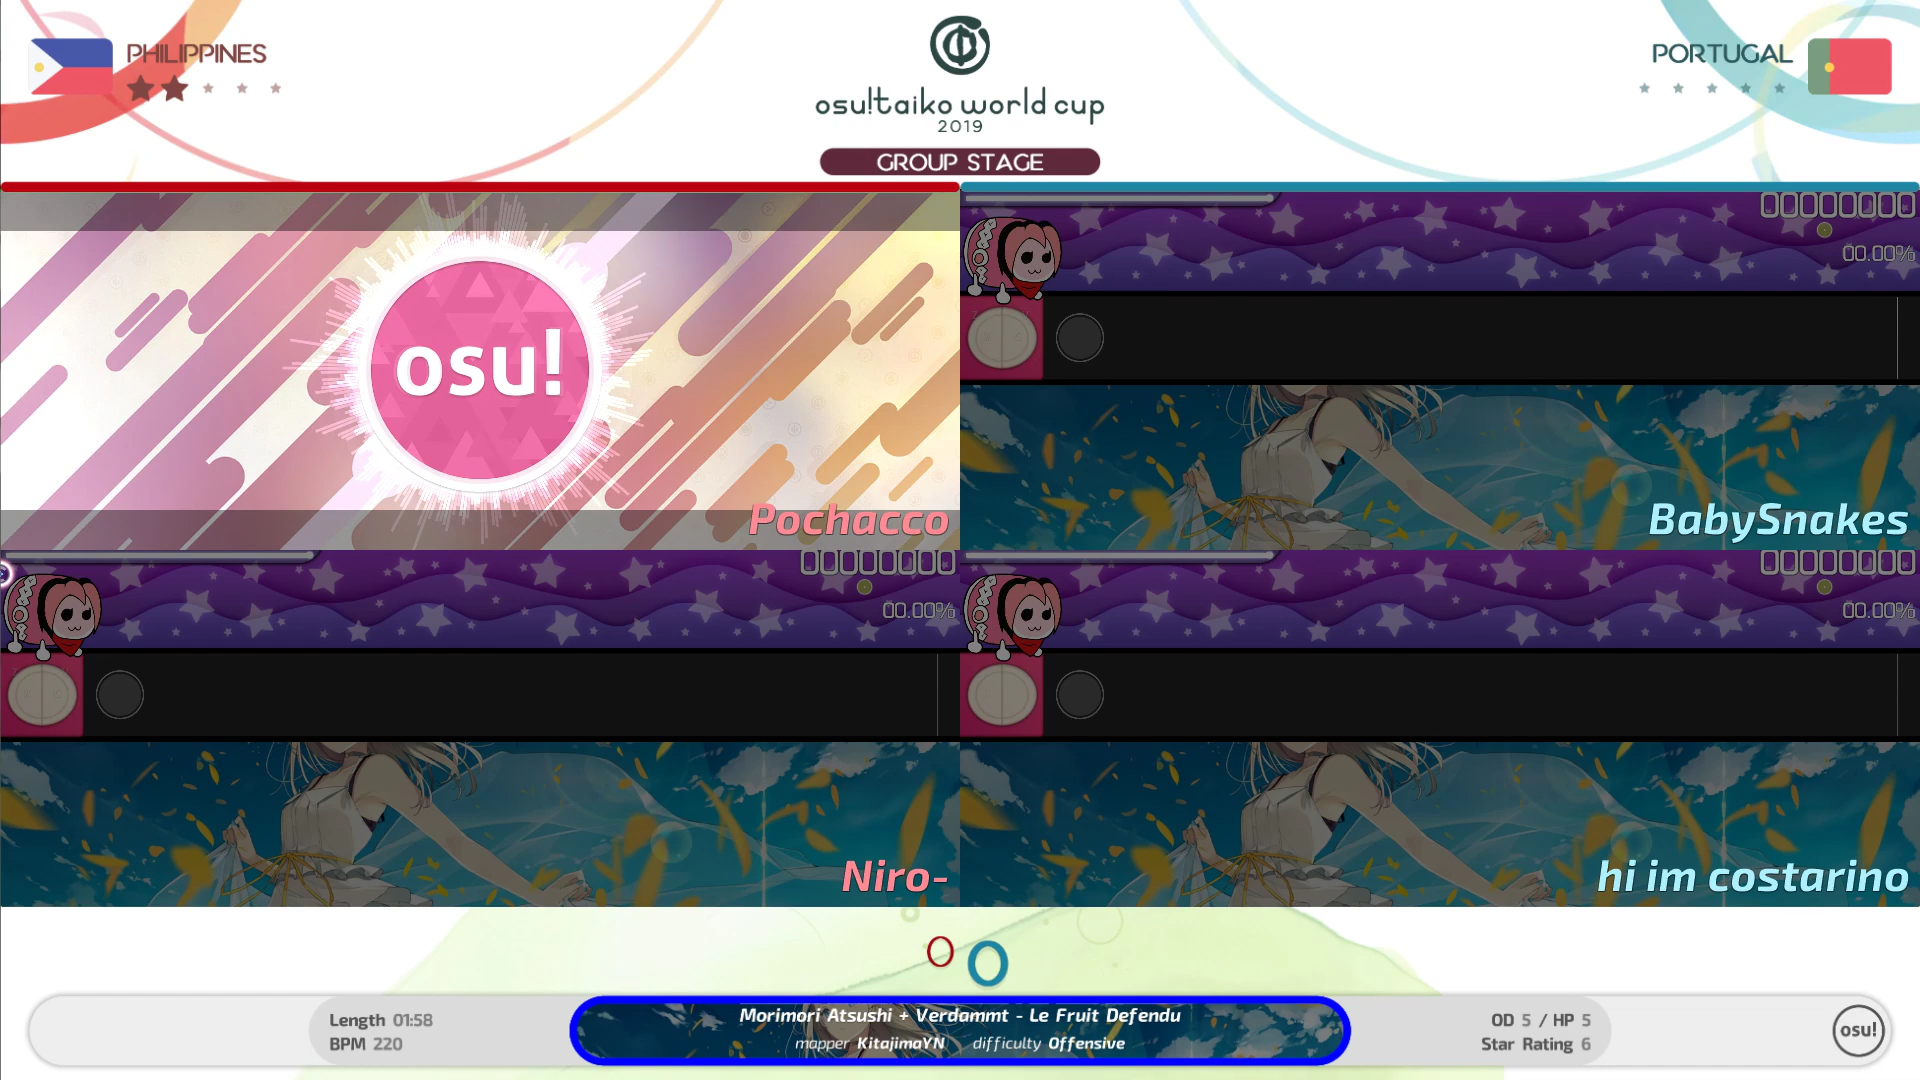 PHILIPPINES
osu!taiko world cup
2019
GROUP STAGE
PORTUGAL
osu!
Pochacco
00000000
00.00%
BabySnakes
00000000
00.00%
Niro-
00000000
00.00%
hi im costarino
0 0
Length 01:58
BPM 220
Morimori Atsushi + Verdammt - Le Fruit Defendu
mapper KitajimaYN difficulty Offensive
OD 5 / HP 5
Star Rating 6
osu!